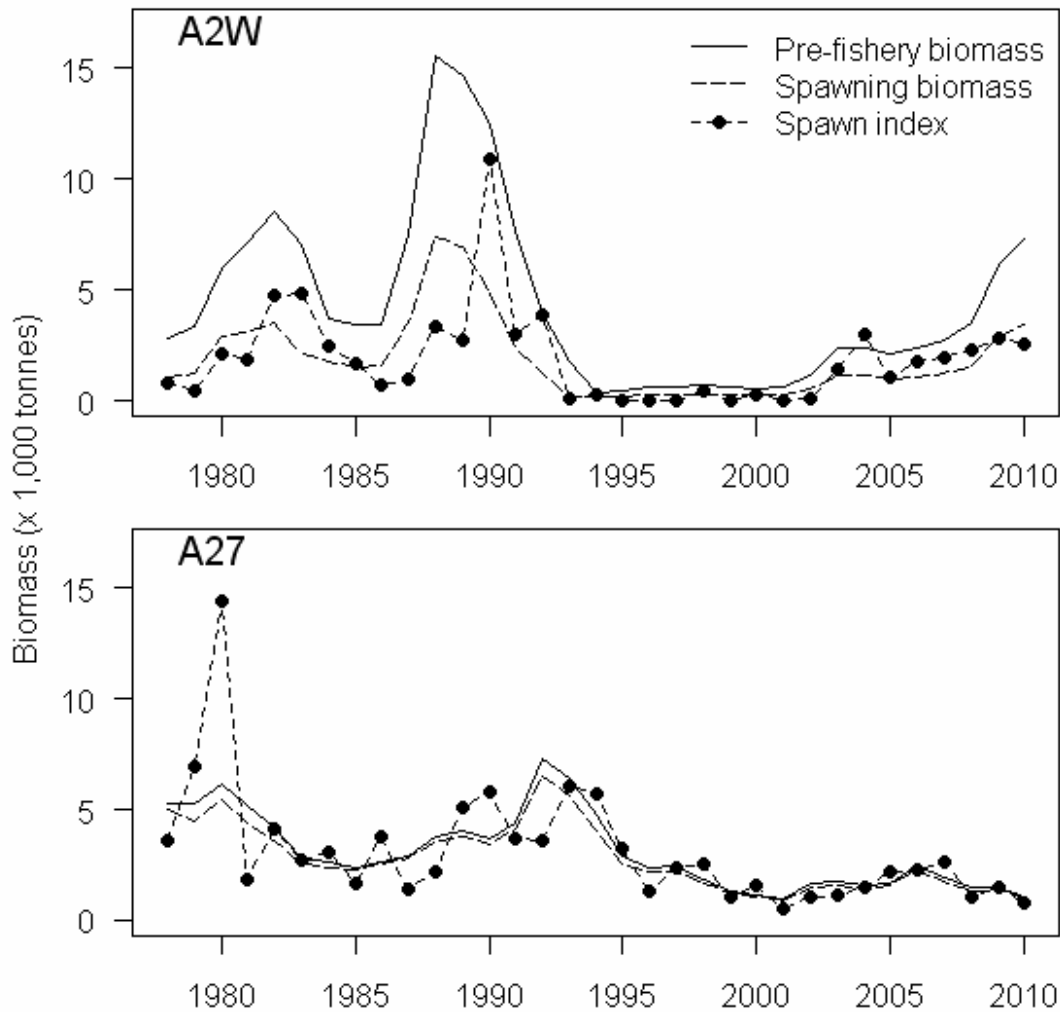 A2W
Pre-fishery biomass
Spawning biomass
Spawn index
15
10
5
0
1980 1985 1990 1995 2000 2005 2010
Biomass (x 1,000 tonnes)
A27
15
10
5
0
1980 1985 1990 1995 2000 2005 2010